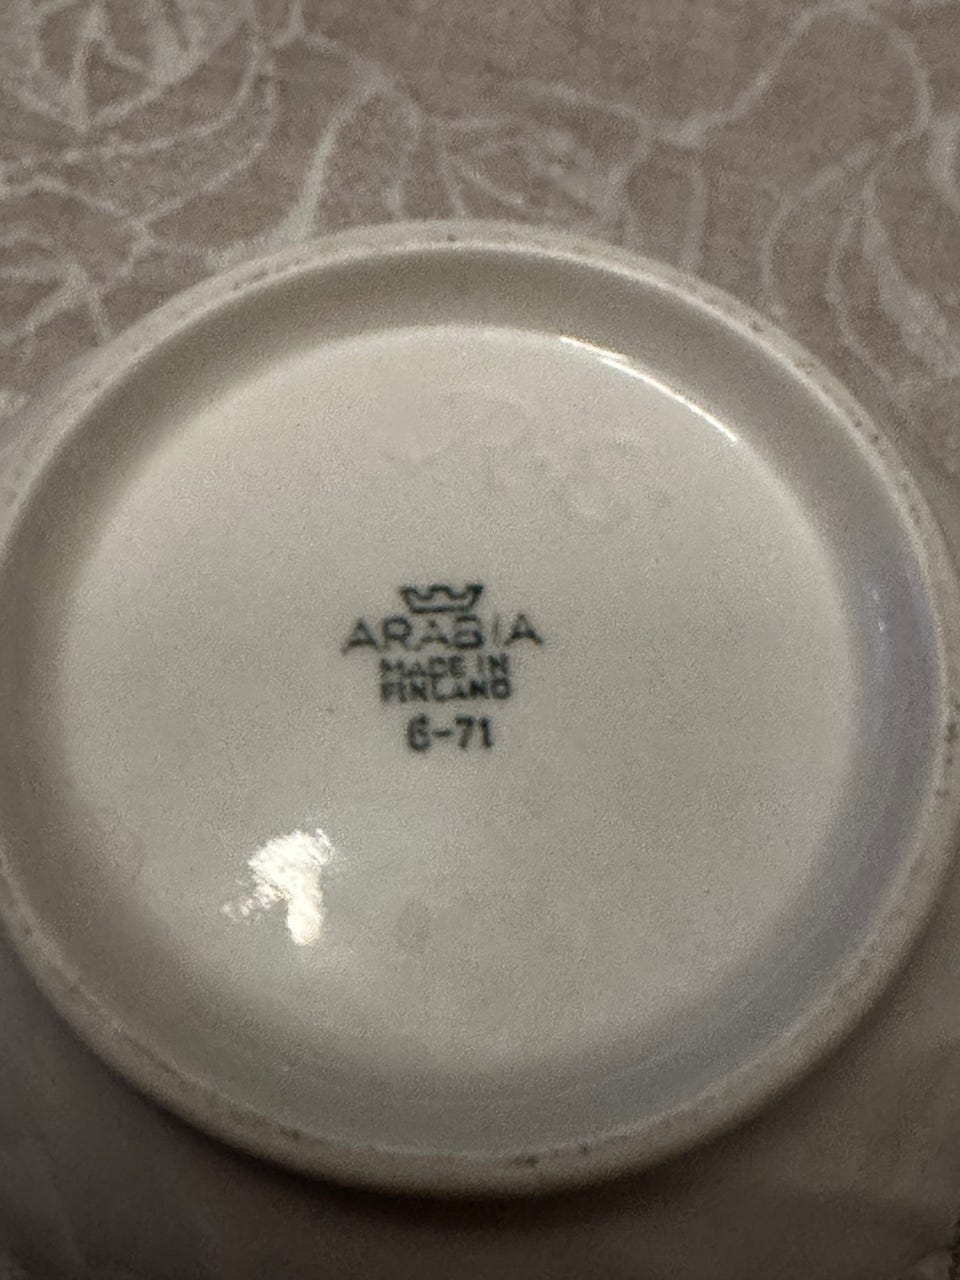 ARABIA
MADE IN
FINLAND
6-71